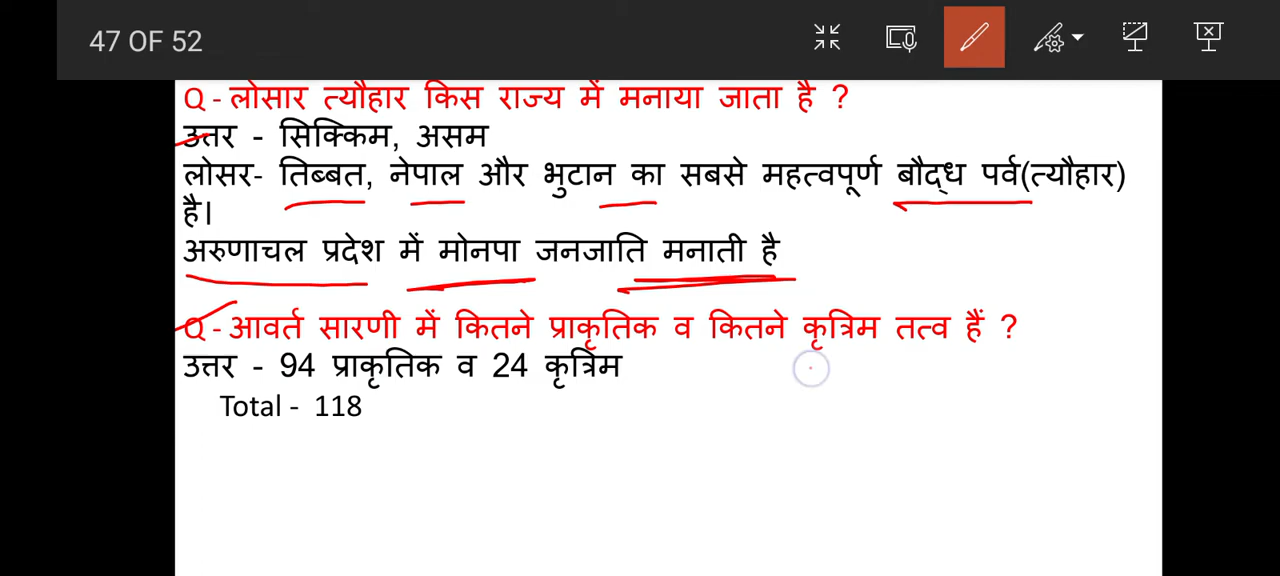 47 OF 52
Q - लोसार त्यौहार किस राज्य में मनाया जाता है ?
उत्तर - सिक्किम, असम
लोसर- तिब्बत, नेपाल और भुटान का सबसे महत्वपूर्ण बौद्ध पर्व(त्यौहार)
है।
अरुणाचल प्रदेश में मोनपा जनजाति मनाती है
Q - आवर्त सारणी में कितने प्राकृतिक व कितने कृत्रिम तत्व हैं ?
उत्तर - 94 प्राकृतिक व 24 कृत्रिम
Total - 118